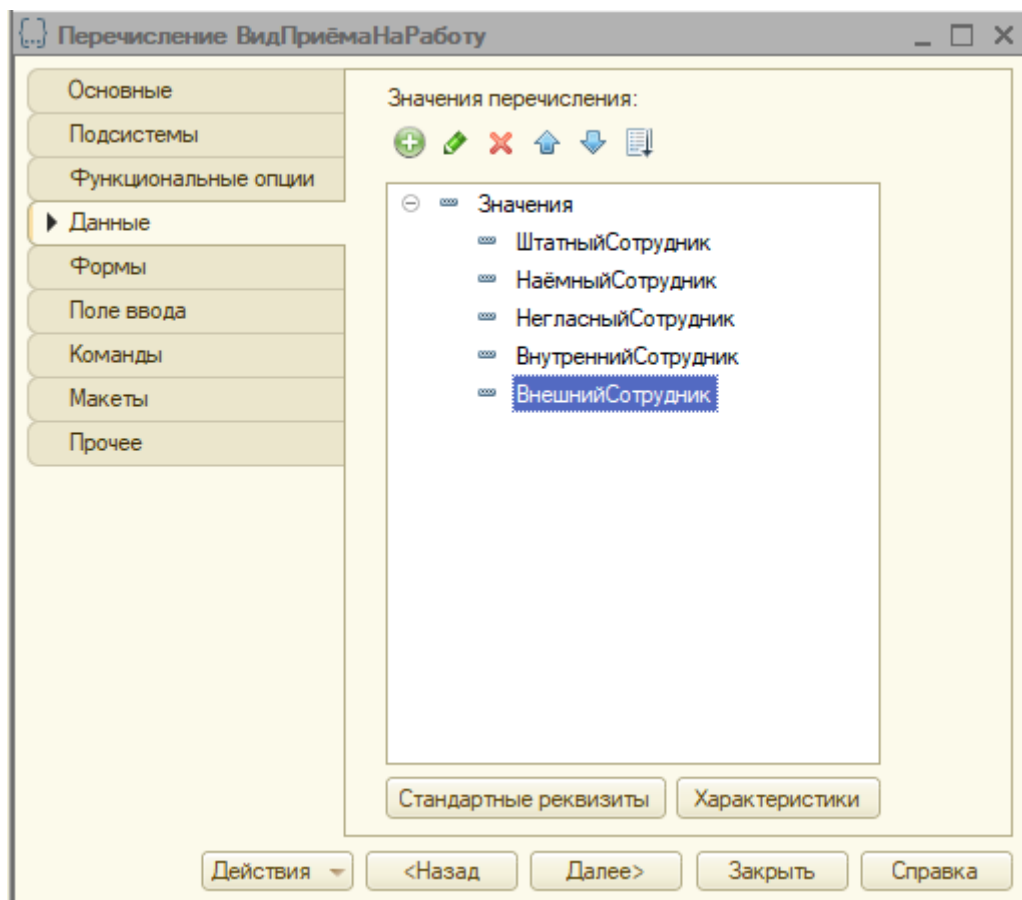 {...} Перечисление ВидПриёмаНаРаботу
Основные
Подсистемы
Функциональные опции
Данные
Формы
Поле ввода
Команды
Макеты
Прочее
Значения перечисления:
Значения
ШтатныйСотрудник
НаёмныйСотрудник
НегласныйСотрудник
ВнутреннийСотрудник
ВнешнийСотрудник
Стандартные реквизиты Характеристики
Действия <Назад Далее> Закрыть Справка